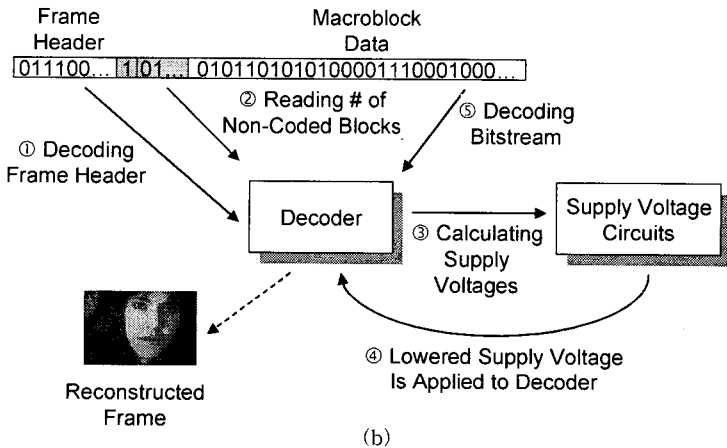 Frame
Header
Macroblock
Data
011100... 1 01... 0101101010100001110001000...
② Reading # of
Non-Coded Blocks
⑤ Decoding
Bitstream
① Decoding
Frame Header
Decoder
Supply Voltage
Circuits
③ Calculating
Supply
Voltages
④ Lowered Supply Voltage
Is Applied to Decoder
Reconstructed
Frame
(b)